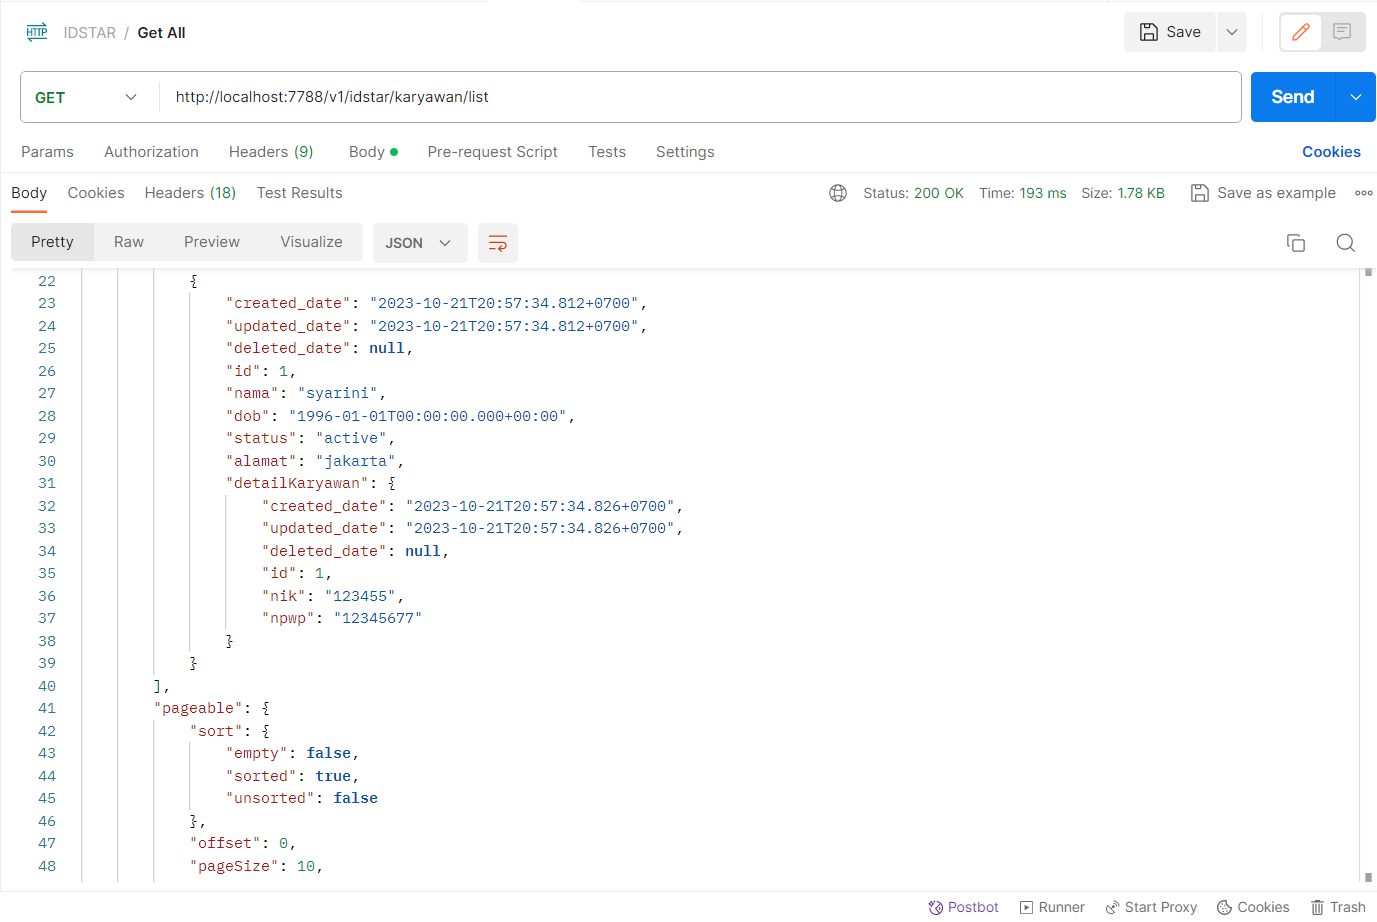 IDSTAR / Get All
Save
GET http://localhost:7788/v1/idstar/karyawan/list Send
Params Authorization Headers (9) Body Pre-request Script Tests Settings Cookies
Body Cookies Headers (18) Test Results Status: 200 OK Time: 193 ms Size: 1.78 KB Save as example
Pretty Raw Preview Visualize JSON
22 {
23 "created_date": "2023-10-21T20:57:34.812+0700",
24 "updated_date": "2023-10-21T20:57:34.812+0700",
25 "deleted_date": null,
26 "id": 1,
27 "nama": "syarini",
28 "dob": "1996-01-01T00:00:00.000+00:00",
29 "status": "active",
30 "alamat": "jakarta",
31 "detailKaryawan": {
32 "created_date": "2023-10-21T20:57:34.826+0700",
33 "updated_date": "2023-10-21T20:57:34.826+0700",
34 "deleted_date": null,
35 "id": 1,
36 "nik": "123455",
37 "npwp": "12345677"
38 }
39 }
40 ],
41 "pageable": {
42 "sort": {
43 "empty": false,
44 "sorted": true,
45 "unsorted": false
46 },
47 "offset": 0,
48 "pageSize": 10,
Postbot Runner Start Proxy Cookies Trash